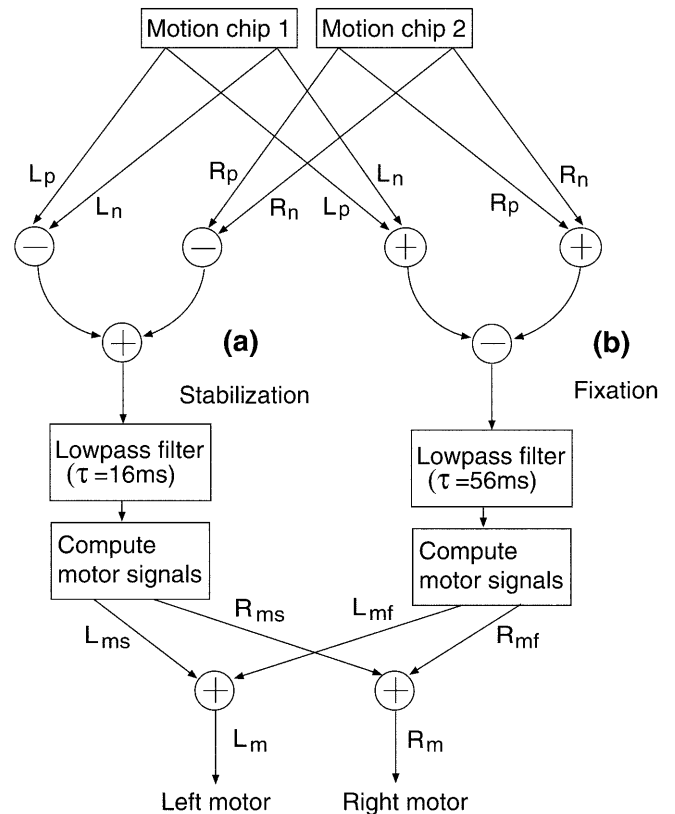 Motion chip 1
Motion chip 2
Lp
Ln
Rp
Rn
Ln
Lp
Rp
Rn
−
−
+
+
+
(a)
−
(b)
Stabilization
Fixation
Lowpass filter
(τ =16ms)
Lowpass filter
(τ =56ms)
Compute
motor signals
Compute
motor signals
Lms
Rms
Lmf
Rmf
+
+
Lm
Rm
Left motor
Right motor